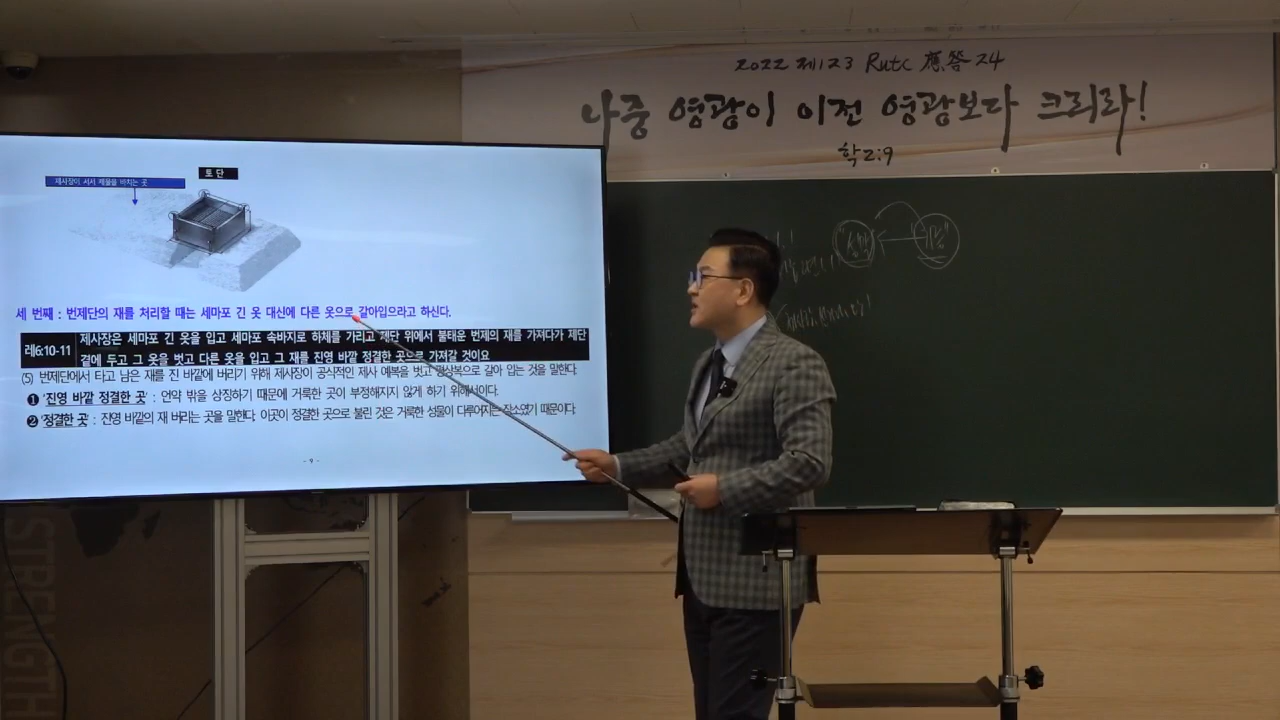 2022 제123 Rutc 應答 24
나중 영광이 이전 영광보다 크리라!
학2:9
토 단
제사장이 서서 제물을 바치는 곳
세 번째 : 번제단의 재를 처리할 때는 세마포 긴 옷 대신에 다른 옷으로 갈아입으라고 하신다.
레6:10-11
제사장은 세마포 긴 옷을 입고 세마포 속바지로 하체를 가리고 제단 위에서 불태운 번제의 재를 가져다가 제단
곁에 두고 그 옷을 벗고 다른 옷을 입고 그 재를 진영 바깥 정결한 곳으로 가져갈 것이요
(5) 번제단에서 타고 남은 재를 진 바깥에 버리기 위해 제사장이 공식적인 제사 예복을 벗고 평상복으로 갈아 입는 것을 말한다.
❶ '진영 바깥 정결한 곳' : 언약 밖을 상징하기 때문에 거룩한 곳이 부정해지지 않게 하기 위해서이다.
❷ '정결한 곳' : 진영 바깥의 재 버리는 곳을 말한다. 이곳이 정결한 곳으로 불린 것은 거룩한 성물이 다루어지는 장소였기 때문이다.
- 9 -
STRENGTH